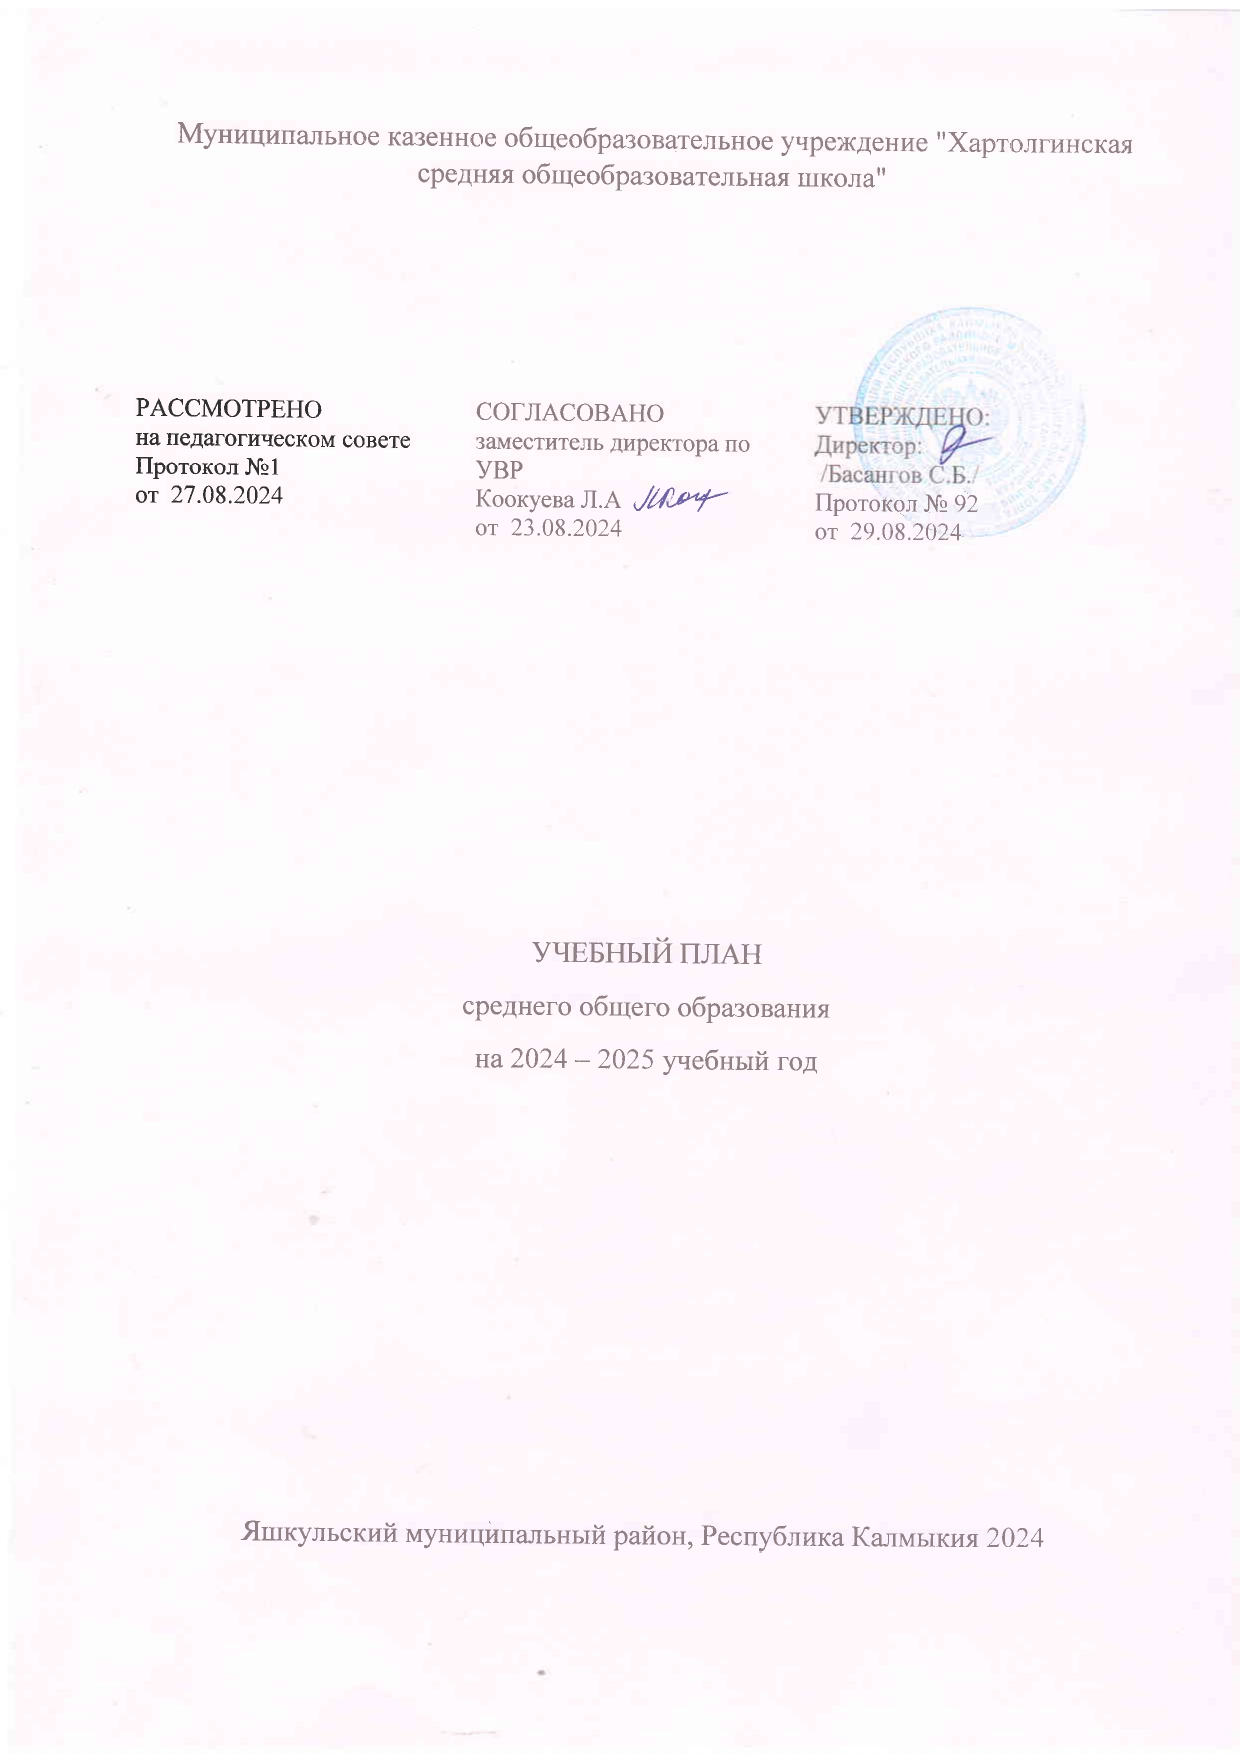 Муниципальное казенное общеобразовательное учреждение "Хартолгинская
средняя общеобразовательная школа"
РАССМОТРЕНО
на педагогическом совете
Протокол №1
от 27.08.2024
СОГЛАСОВАНО
заместитель директора по
УВР
Коокуева Л.А
от 23.08.2024
УТВЕРЖДЕНО:
Директор:
/Басангов С.Б./
Протокол № 92
от 29.08.2024
УЧЕБНЫЙ ПЛАН
среднего общего образования
на 2024 – 2025 учебный год
Яшкульский муниципальный район, Республика Калмыкия 2024